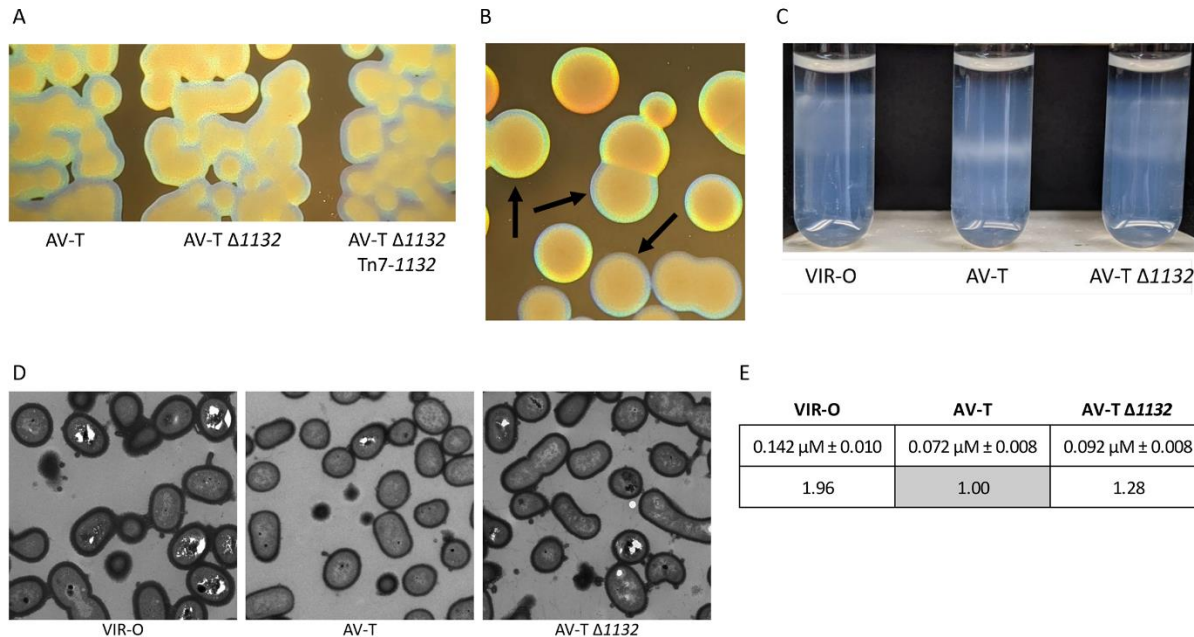 A
B
C
AV-T
AV-T Δ1132
AV-T Δ1132
Tn7-1132
VIR-O
AV-T
AV-T Δ1132
D
VIR-O
AV-T
AV-T Δ1132
E
VIR-O AV-T AV-T Δ1132
0.142 µM ± 0.010 0.072 µM ± 0.008 0.092 µM ± 0.008
1.96 1.00 1.28